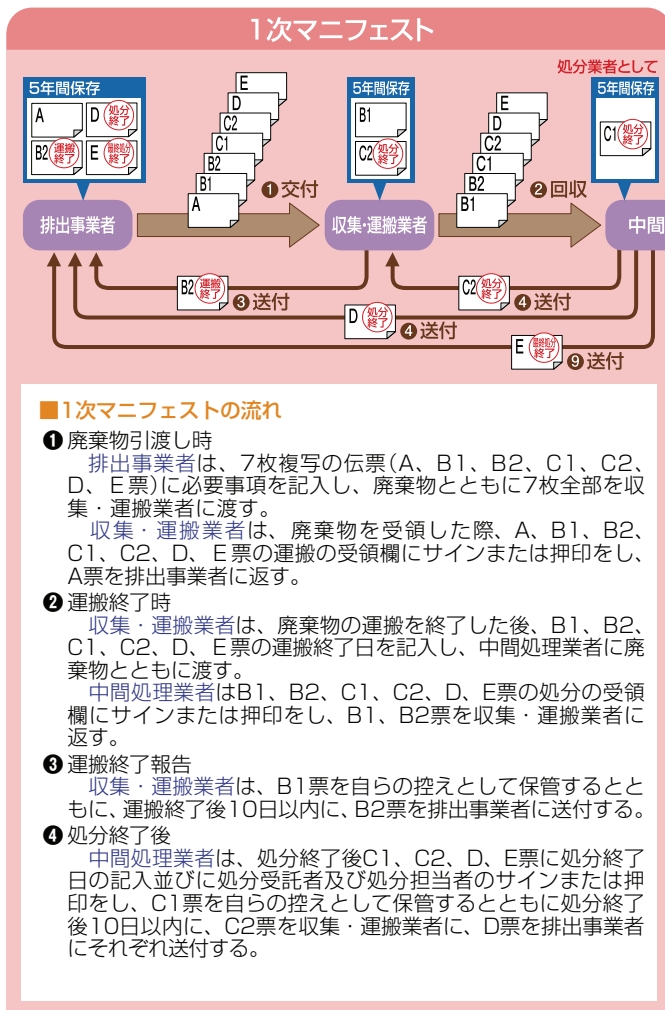 1次マニフェスト
処分業者として
5年間保存
A
D 処分終了
B2 運搬終了
E 最終処分終了
E
D
C2
C1
B2
B1
A
❶交付
5年間保存
B1
C2 処分終了
E
D
C2
C1
B2
B1
❷回収
5年間保存
C1 処分終了
排出事業者
収集・運搬業者
中間
B2 運搬終了
❸送付
C2 処分終了
❹送付
D 処分終了
❹送付
E 最終処分終了
❾送付
■1次マニフェストの流れ
❶廃棄物引渡し時
排出事業者は、7枚複写の伝票(A、B1、B2、C1、C2、
D、E票)に必要事項を記入し、廃棄物とともに7枚全部を収
集・運搬業者に渡す。
収集・運搬業者は、廃棄物を受領した際、A、B1、B2、
C1、C2、D、E票の運搬の受領欄にサインまたは押印をし、
A票を排出事業者に返す。
❷運搬終了時
収集・運搬業者は、廃棄物の運搬を終了した後、B1、B2、
C1、C2、D、E票の運搬終了日を記入し、中間処理業者に廃
棄物とともに渡す。
中間処理業者はB1、B2、C1、C2、D、E票の処分の受領
欄にサインまたは押印をし、B1、B2票を収集・運搬業者に
返す。
❸運搬終了報告
収集・運搬業者は、B1票を自らの控えとして保管するとと
もに、運搬終了後10日以内に、B2票を排出事業者に送付する。
❹処分終了後
中間処理業者は、処分終了後C1、C2、D、E票に処分終了
日の記入並びに処分受託者及び処分担当者のサインまたは押
印をし、C1票を自らの控えとして保管するとともに処分終了
後10日以内に、C2票を収集・運搬業者に、D票を排出事業者
にそれぞれ送付する。